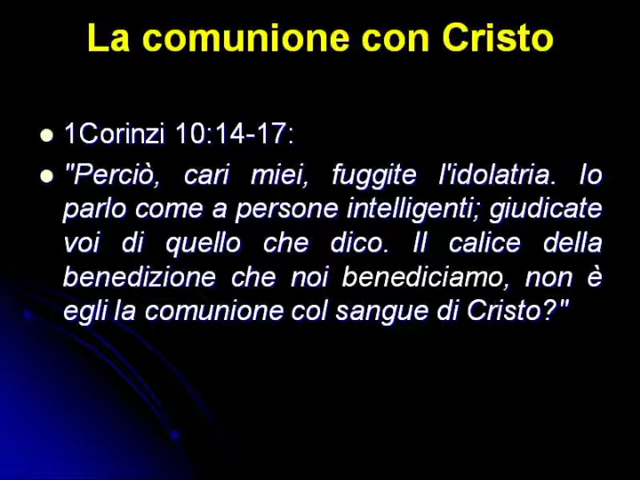 La comunione con Cristo
1Corinzi 10:14-17:
"Perciò, cari miei, fuggite l'idolatria. Io
parlo come a persone intelligenti; giudicate
voi di quello che dico. Il calice della
benedizione che noi benediciamo, non è
egli la comunione col sangue di Cristo?"